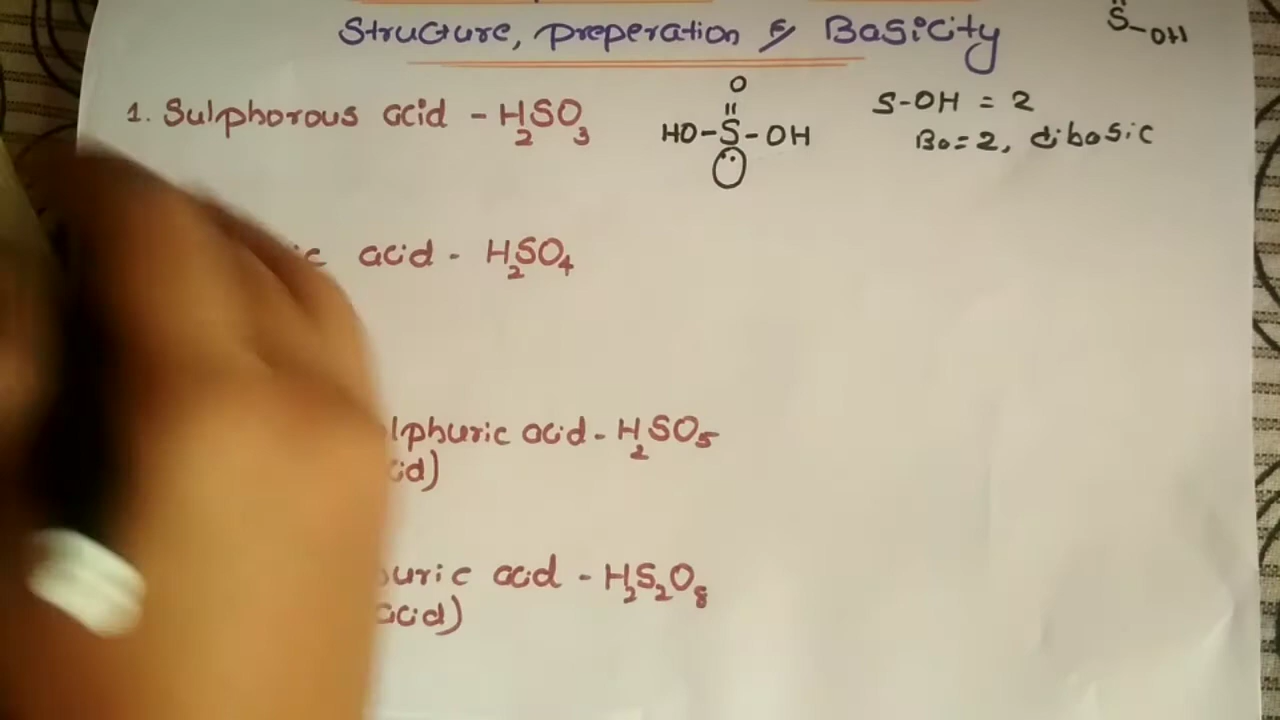 Structure, preperation & Basicity
S-OH
1. Sulphorous acid - H2SO3
O
HO-S-OH
S-OH = 2
Ba=2, dibasic
acid - H2SO4
lphuric acid - H2SO5
cid)
uric acid - H2S2O8
acid)